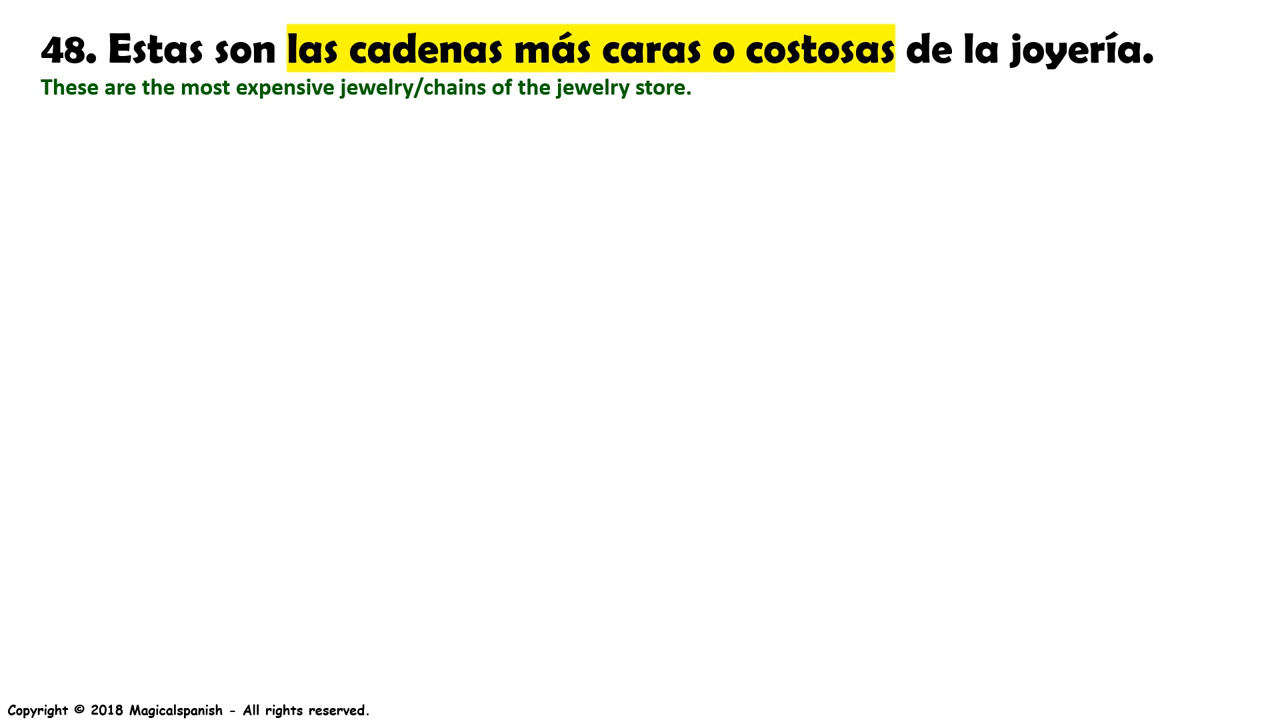 48. Estas son las cadenas más caras o costosas de la joyería.
These are the most expensive jewelry/chains of the jewelry store.
Copyright © 2018 Magicalspanish - All rights reserved.